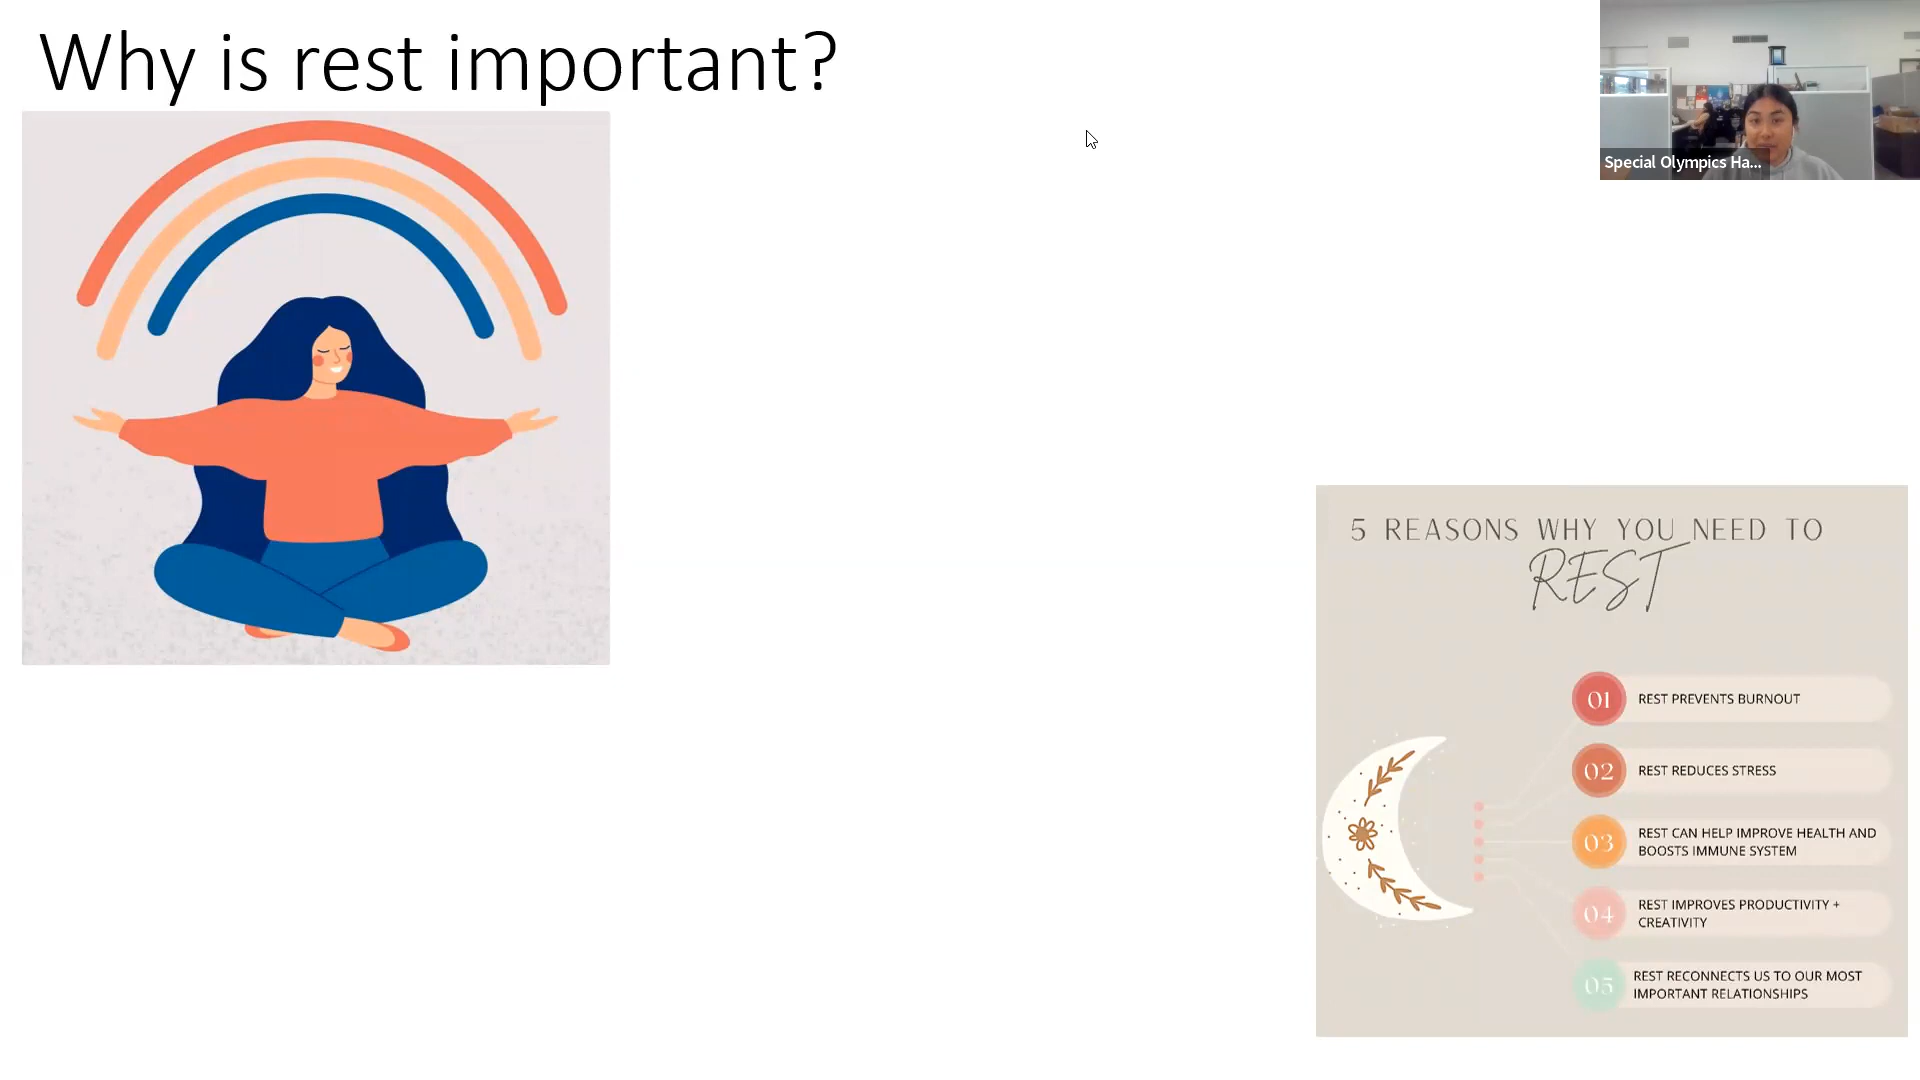 Why is rest important?
Special Olympics Ha...
5 REASONS WHY YOU NEED TO
REST
01 REST PREVENTS BURNOUT
02 REST REDUCES STRESS
03 REST CAN HELP IMPROVE HEALTH AND
BOOSTS IMMUNE SYSTEM
04 REST IMPROVES PRODUCTIVITY +
CREATIVITY
05 REST RECONNECTS US TO OUR MOST
IMPORTANT RELATIONSHIPS